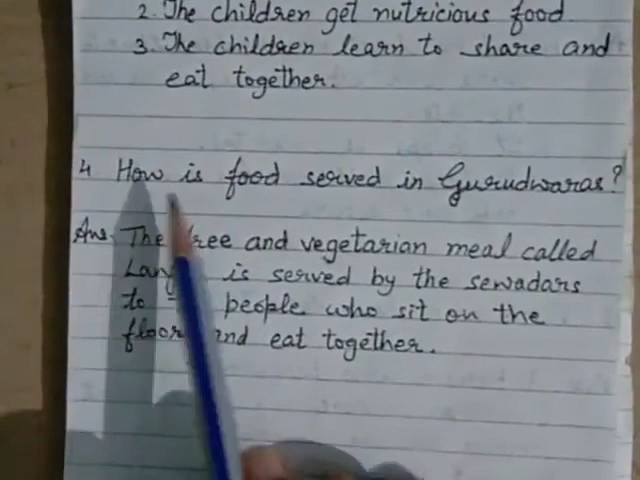 2. The children get nutricious food
3. The children learn to share and
eat together.
4 How is food served in Gurudwaras?
Ans. The free and vegetarian meal called
is served by the sewadars
to people who sit on the
floor and eat together.